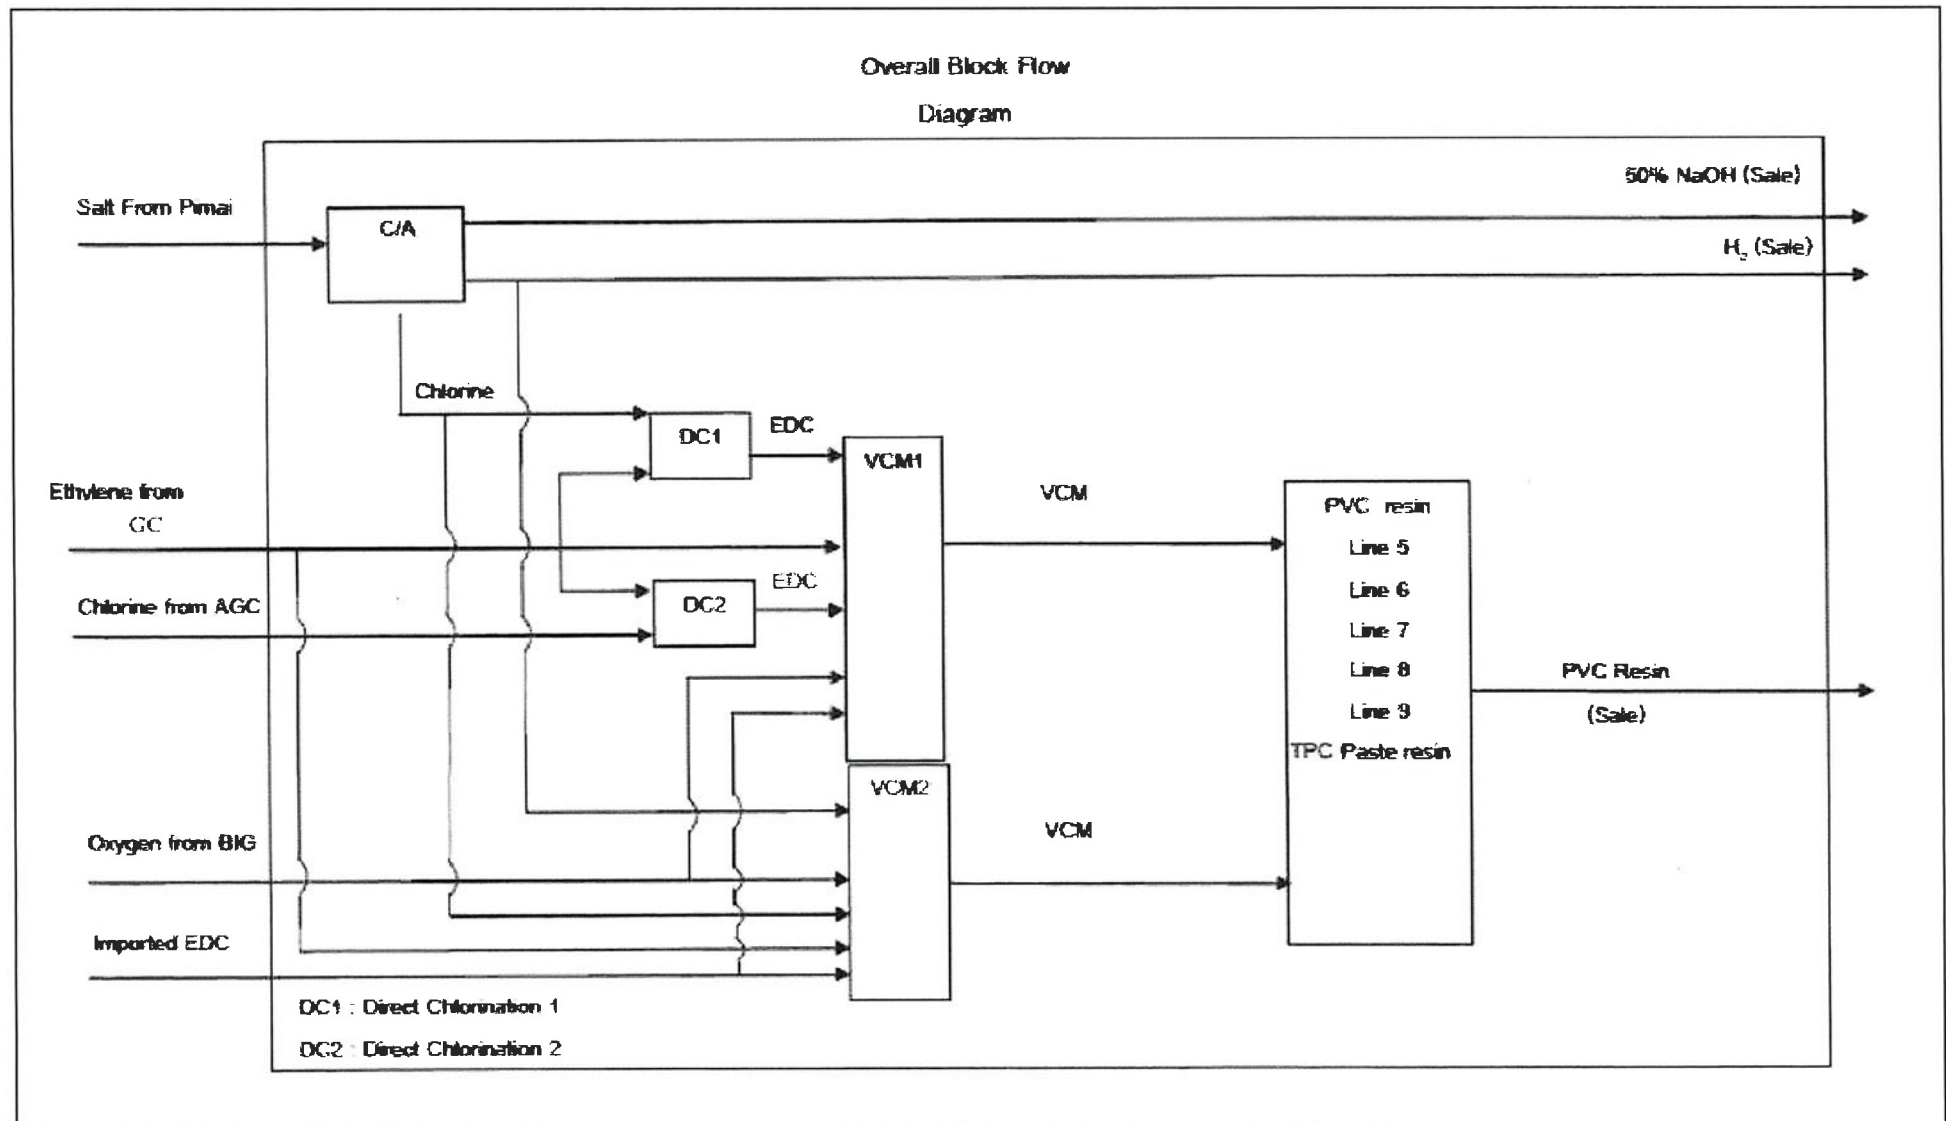 Overall Block Flow
Diagram
50% NaOH (Sale)
Salt From Pimai
C/A
H₂ (Sale)
Chlorine
DC1
EDC
VCM1
Ethylene from
GC
VCM
PVC resin
Line 5
Line 6
Line 7
Line 8
Line 9
TPC Paste resin
Chlorine from AGC
DC2
EDC
PVC Resin
(Sale)
VCM2
VCM
Oxygen from BIG
Imported EDC
DC1 : Direct Chlorination 1
DC2 : Direct Chlorination 2